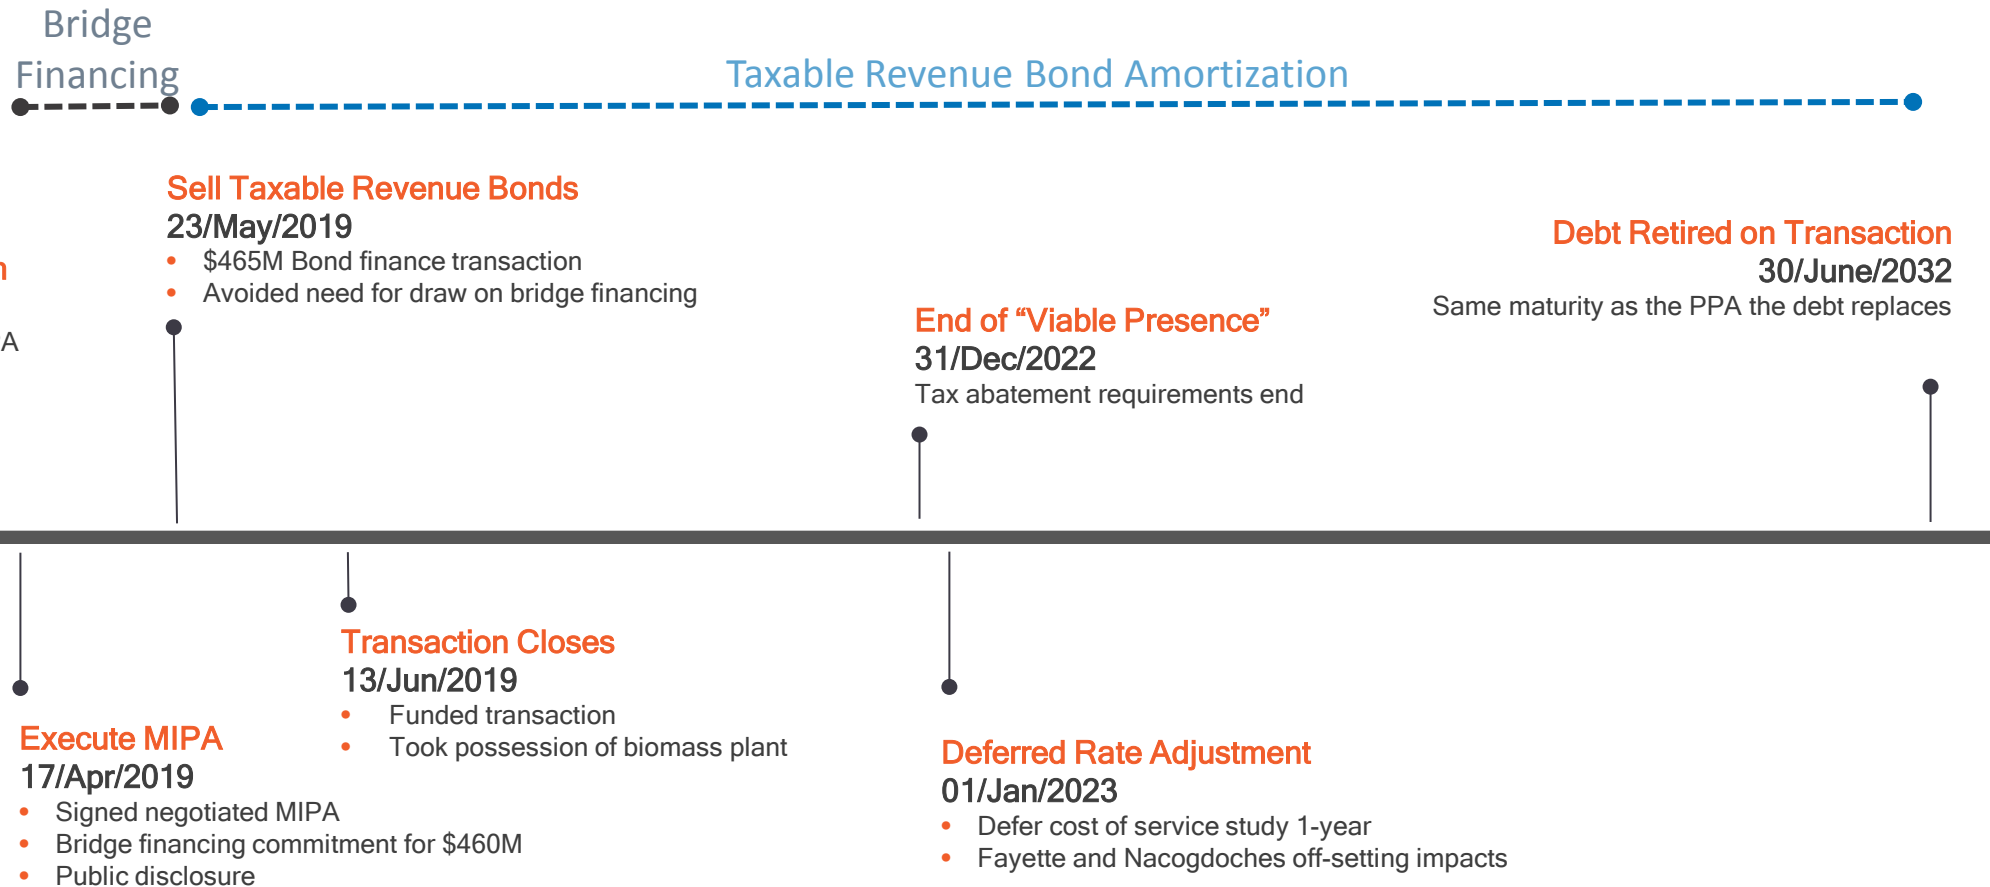 Bridge
Financing
Taxable Revenue Bond Amortization
Sell Taxable Revenue Bonds
23/May/2019
• $465M Bond finance transaction
• Avoided need for draw on bridge financing
n
A
End of “Viable Presence”
31/Dec/2022
Tax abatement requirements end
Debt Retired on Transaction
30/June/2032
Same maturity as the PPA the debt replaces
Execute MIPA
17/Apr/2019
• Signed negotiated MIPA
• Bridge financing commitment for $460M
• Public disclosure
Transaction Closes
13/Jun/2019
• Funded transaction
• Took possession of biomass plant
Deferred Rate Adjustment
01/Jan/2023
• Defer cost of service study 1-year
• Fayette and Nacogdoches off-setting impacts